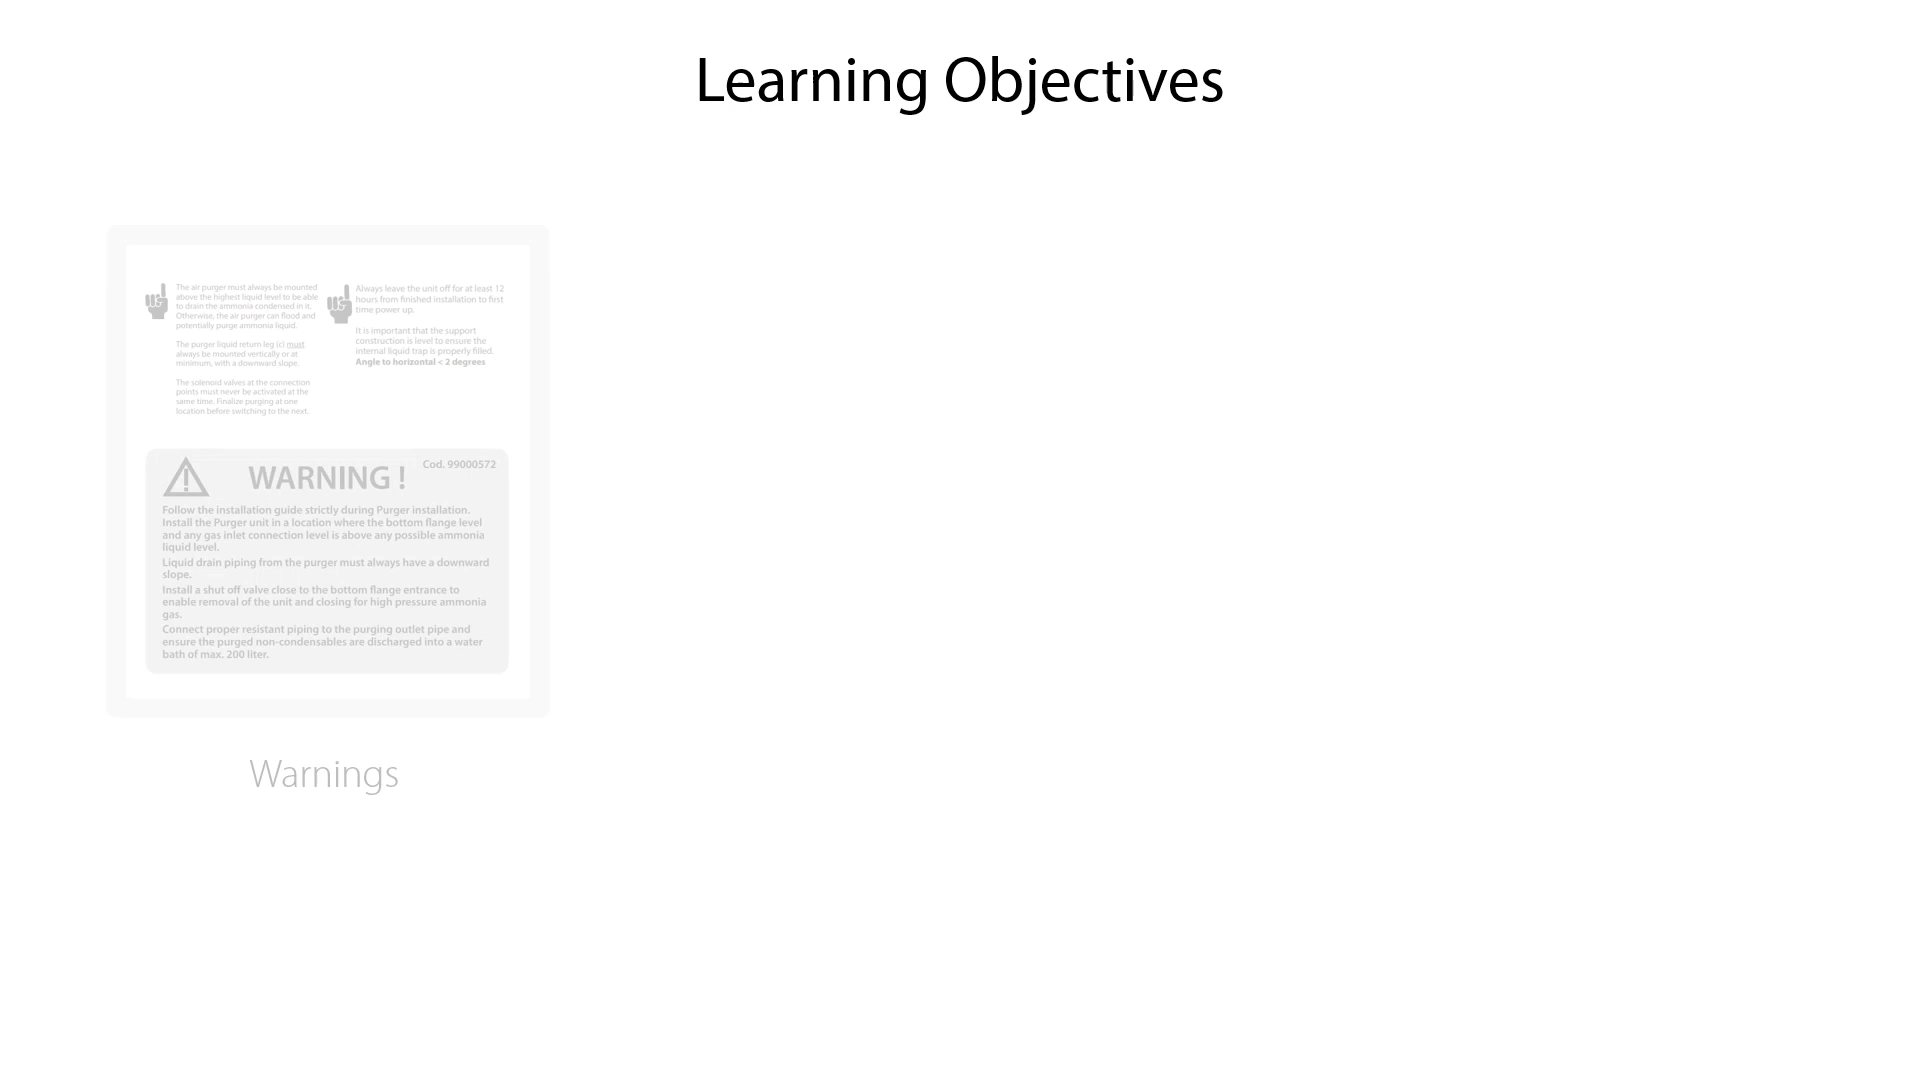 Learning Objectives
The air purger must always be mounted
above the highest liquid level to be able
to drain the ammonia condensed in it.
Otherwise, the air purger can flood and
potentially purge ammonia liquid.
The purger liquid return leg (c) must
always be mounted vertically or at
minimum, with a downward slope.
The solenoid valves at the connection
points must never be activated at the
same time. Finalize purging at one
location before switching to the next.
Always leave the unit off for at least 12
hours from finished installation to first
time power up.
It is important that the support
construction is level to ensure the
internal liquid trap is properly filled.
Angle to horizontal < 2 degrees
WARNING !
Cod. 99000572
Follow the installation guide strictly during Purger installation.
Install the Purger unit in a location where the bottom flange level
and any gas inlet connection level is above any possible ammonia
liquid level.
Liquid drain piping from the purger must always have a downward
slope.
Install a shut off valve close to the bottom flange entrance to
enable removal of the unit and closing for high pressure ammonia
gas.
Connect proper resistant piping to the purging outlet pipe and
ensure the purged non-condensables are discharged into a water
bath of max. 200 liter.
Warnings